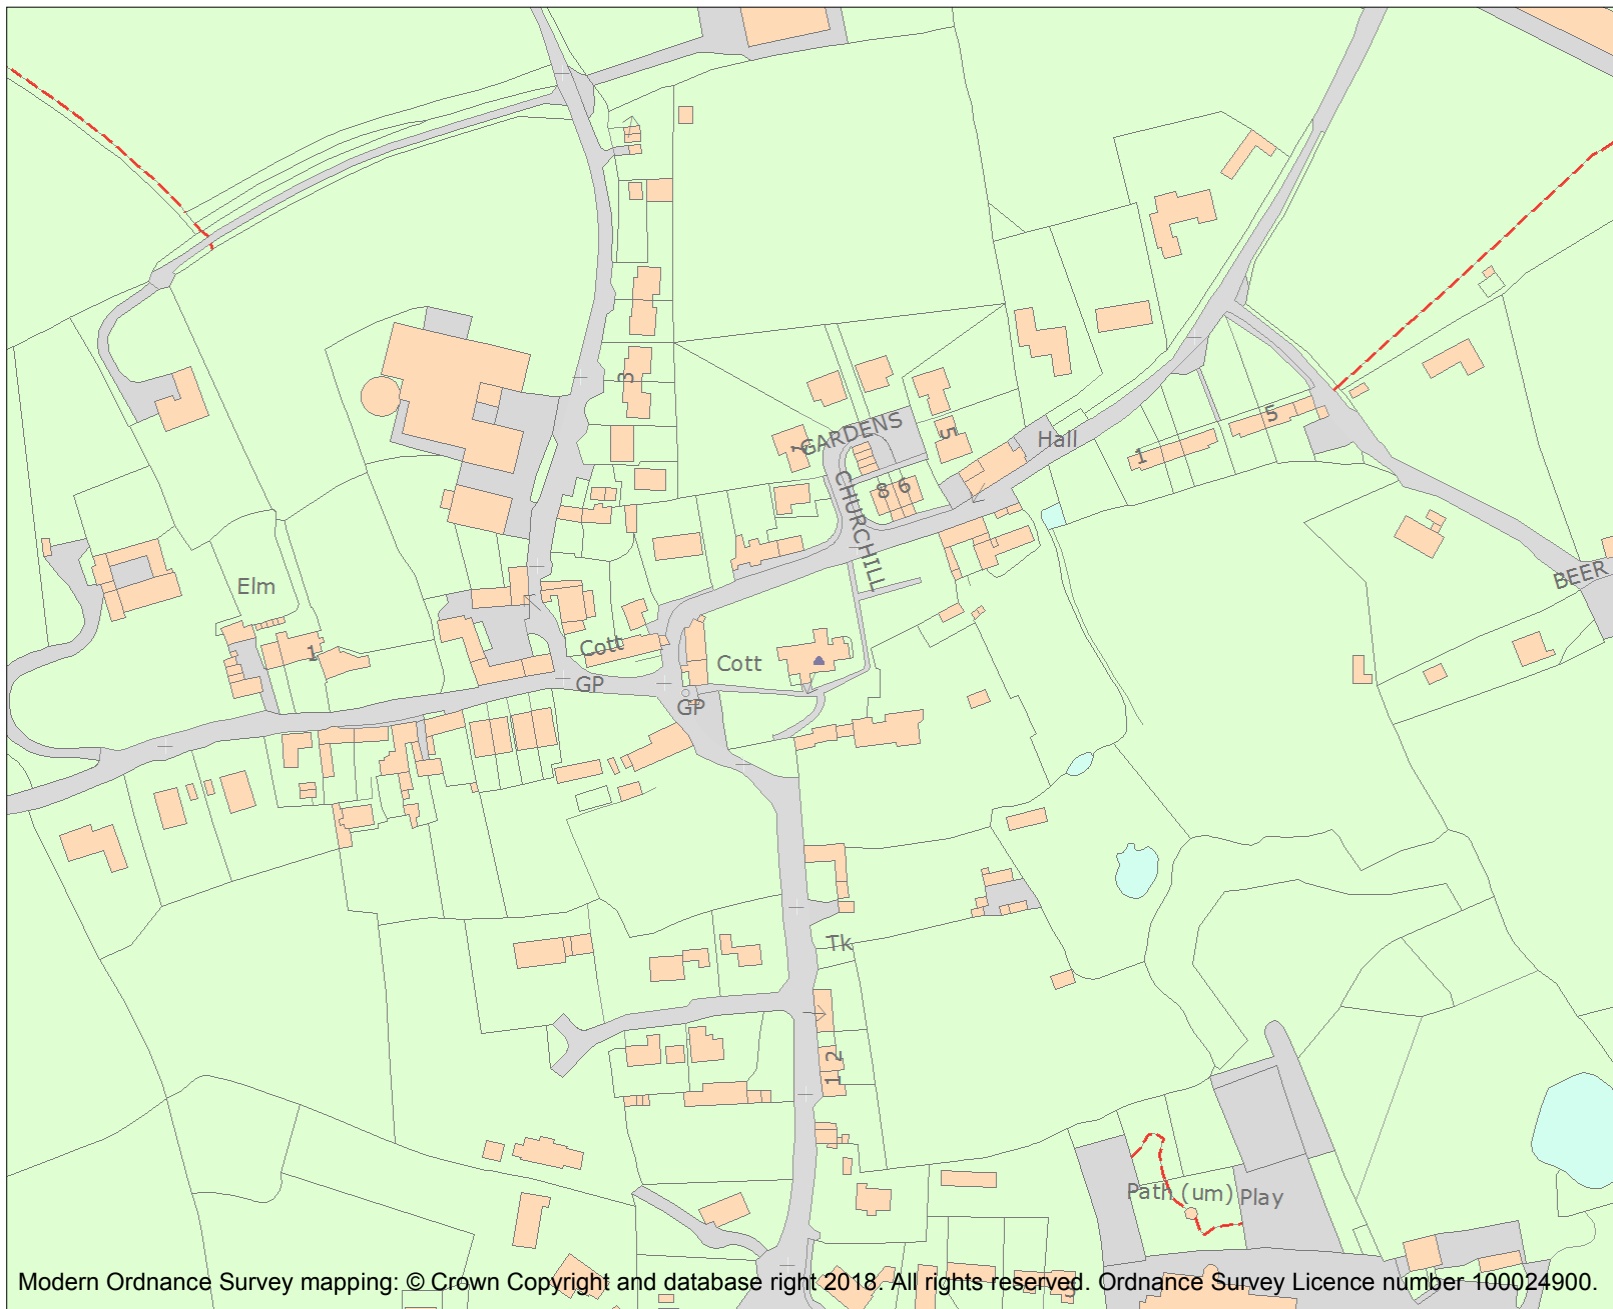 3
GARDENS
7
5
Hall
5
1
CHURCHILL
8
6
BEER
Elm
1
Cott
Cott
GP
GP
Tk
2
1
Path (um)
Play
Modern Ordnance Survey mapping: © Crown Copyright and database right 2018. All rights reserved. Ordnance Survey Licence number 100024900.